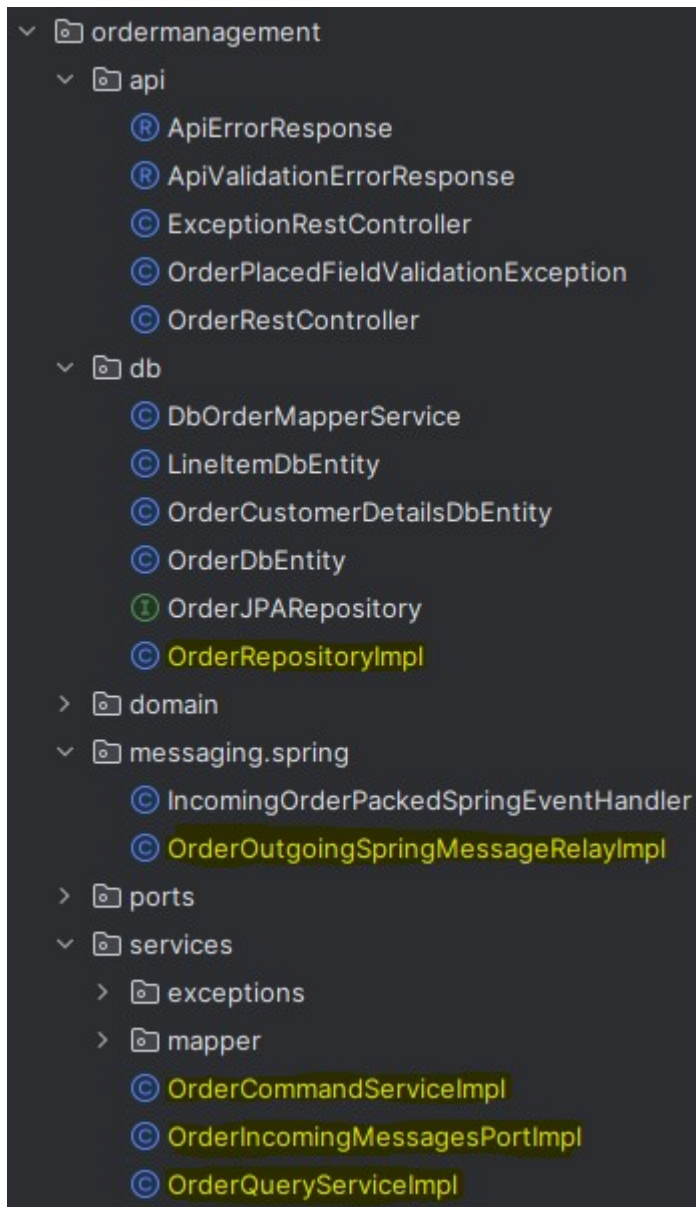 ordermanagement
api
R ApiErrorResponse
R ApiValidationErrorResponse
C ExceptionRestController
C OrderPlacedFieldValidationException
C OrderRestController
db
C DbOrderMapperService
C LineItemDbEntity
C OrderCustomerDetailsDbEntity
C OrderDbEntity
I OrderJPARepository
C OrderRepositoryImpl
domain
messaging.spring
C IncomingOrderPackedSpringEventHandler
C OrderOutgoingSpringMessageRelayImpl
ports
services
exceptions
mapper
C OrderCommandServiceImpl
C OrderIncomingMessagesPortImpl
C OrderQueryServiceImpl